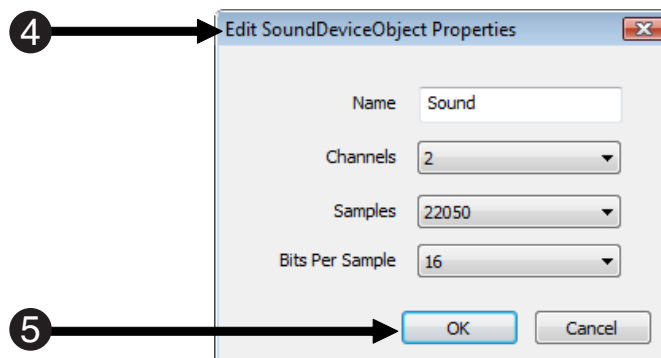 4 Edit SoundDeviceObject Properties
Name Sound
Channels 2
Samples 22050
Bits Per Sample 16
5 OK Cancel